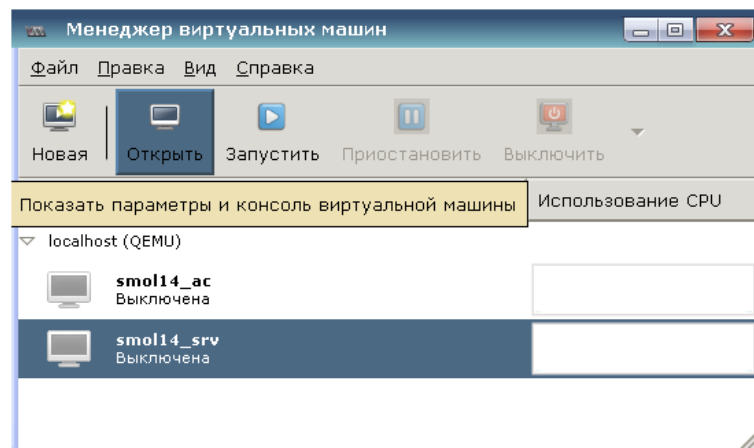 Менеджер виртуальных машин
Файл Правка Вид Справка
Новая Открыть Запустить Приостановить Выключить
Показать параметры и консоль виртуальной машины Использование CPU
localhost (QEMU)
smol14_ac
Выключена
smol14_srv
Выключена